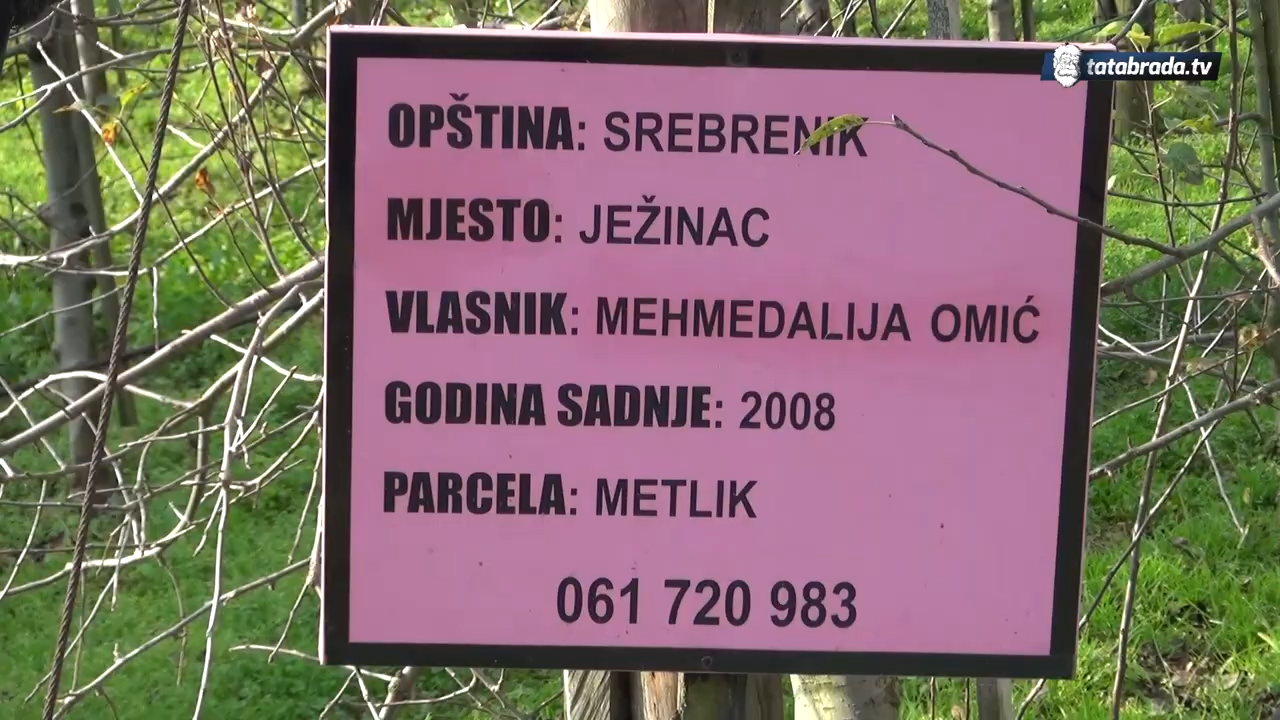 tatabrada.tv
OPŠTINA: SREBRENIK
MJESTO: JEŽINAC
VLASNIK: MEHMEDALIJA OMIĆ
GODINA SADNJE: 2008
PARCELA: METLIK
061 720 983